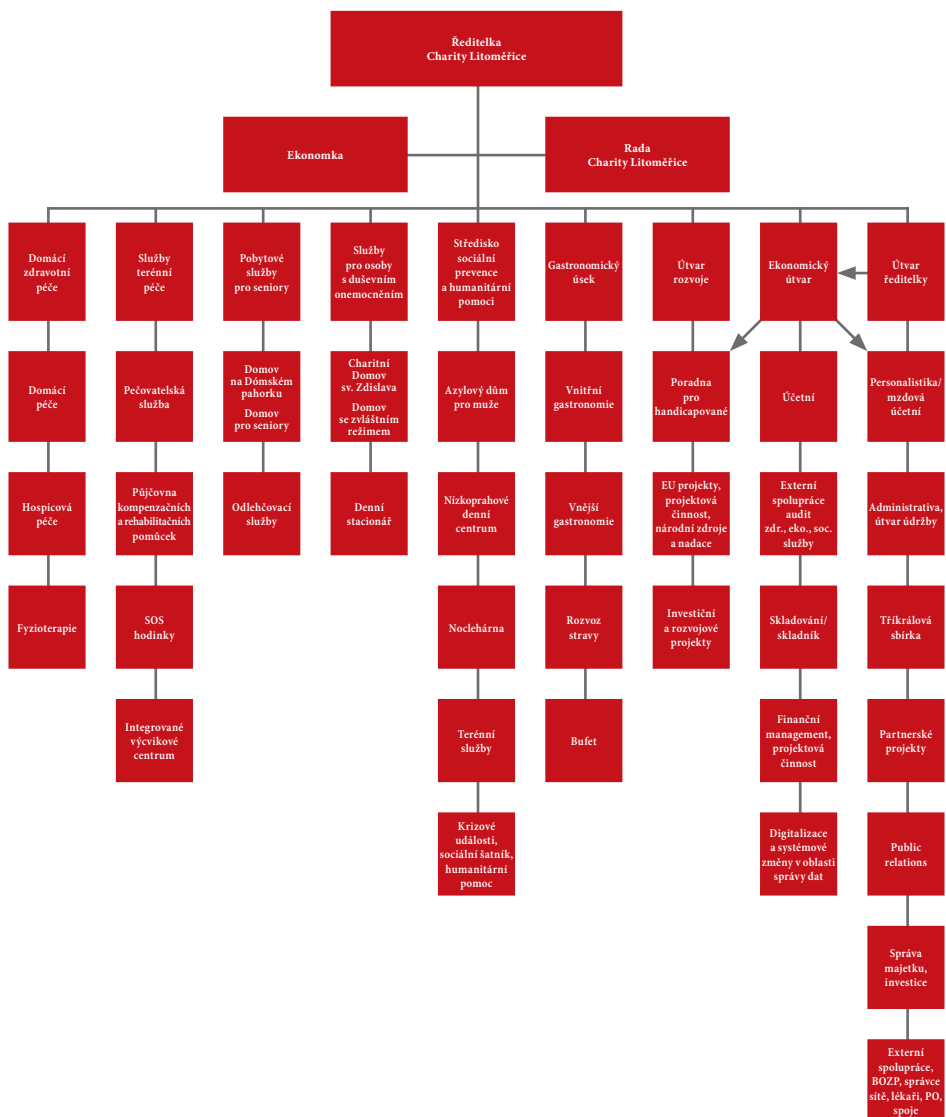 Ředitelka
Charity Litoměřice
Ekonomka
Rada
Charity Litoměřice
Domácí
zdravotní
péče
Služby
terénní
péče
Pobytové
služby
pro seniory
Služby
pro osoby
s duševním
onemocněním
Středisko
sociální
prevence
a humanitární
pomoci
Gastronomický
úsek
Útvar
rozvoje
Ekonomický
útvar
Útvar
ředitelky
Domácí
péče
Pečovatelská
služba
Domov
na Dómském
pahorku
Domov
pro seniory
Charitní
Domov
sv. Zdislava
Domov
se zvláštním
režimem
Azylový dům
pro muže
Vnitřní
gastronomie
Poradna
pro
handicapované
Účetní
Personalistika/
mzdová
účetní
Hospicová
péče
Půjčovna
kompenzačních
a rehabilitačních
pomůcek
Odlehčovací
služby
Denní
stacionář
Nízkoprahové
denní
centrum
Vnější
gastronomie
EU projekty,
projektová
činnost,
národní zdroje
a nadace
Externí
spolupráce
audit
zdr., eko., soc.
služby
Administrativa,
útvar údržby
Fyzioterapie
SOS
hodinky
Noclehárna
Rozvoz
stravy
Investiční
a rozvojové
projekty
Skladování/
skladník
Tříkrálová
sbírka
Integrované
výcvikové
centrum
Terénní
služby
Bufet
Finanční
management,
projektová
činnost
Partnerské
projekty
Krizové
události,
sociální šatník,
humanitární
pomoc
Digitalizace
a systémové
změny v oblasti
správy dat
Public
relations
Správa
majetku,
investice
Externí
spolupráce,
BOZP, správce
sítě, lékaři, PO,
spoje